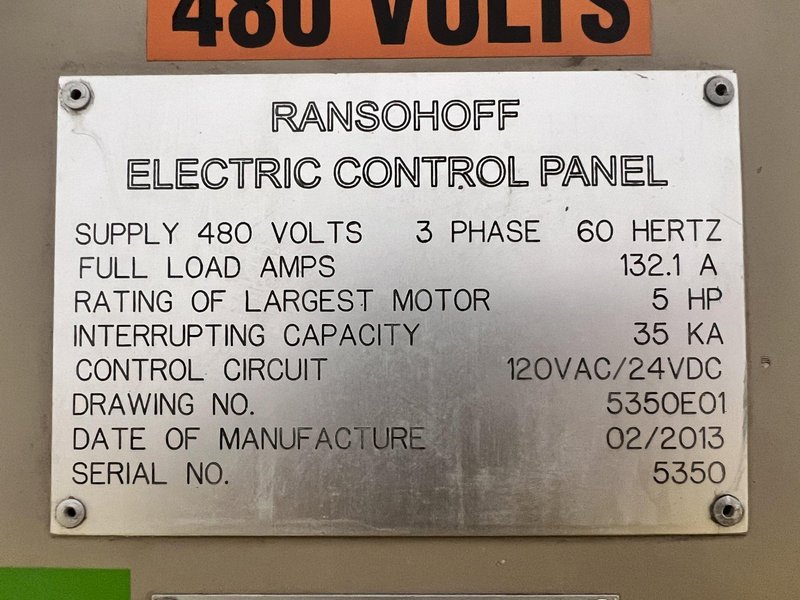 480 VOLTS
RANSOHOFF
ELECTRIC CONTROL PANEL
SUPPLY 480 VOLTS 3 PHASE 60 HERTZ
FULL LOAD AMPS 132.1 A
RATING OF LARGEST MOTOR 5 HP
INTERRUPTING CAPACITY 35 KA
CONTROL CIRCUIT 120VAC/24VDC
DRAWING NO. 5350E01
DATE OF MANUFACTURE 02/2013
SERIAL NO. 5350